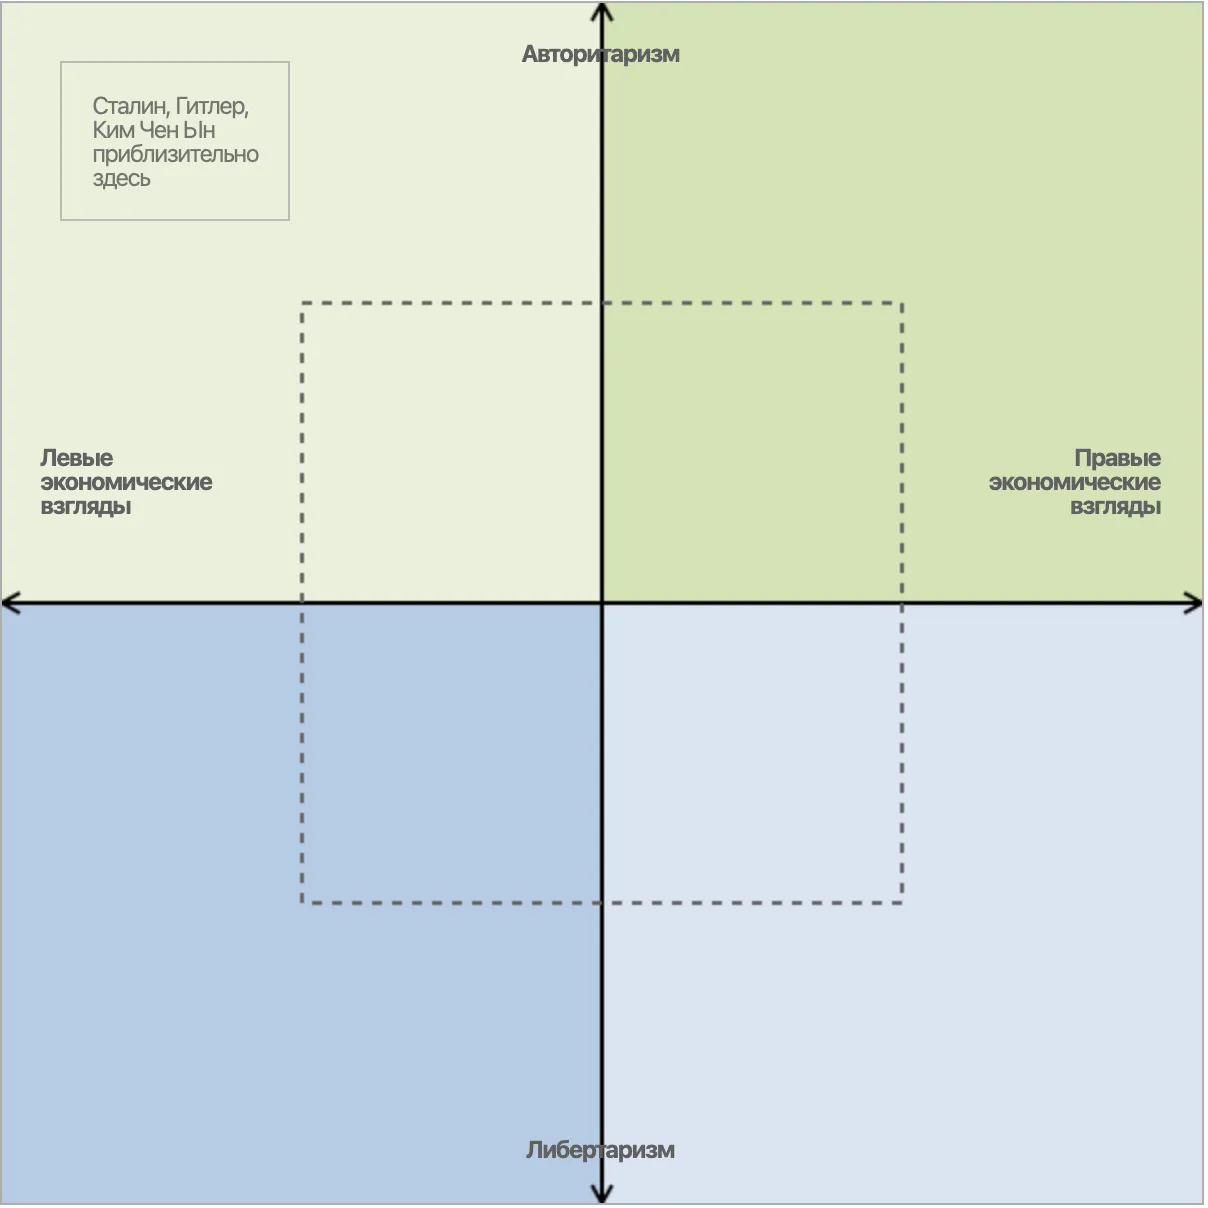 Авторитаризм
Сталин, Гитлер,
Ким Чен Ын
приблизительно
здесь
Левые
экономические
взгляды
Правые
экономические
взгляды
Либертаризм